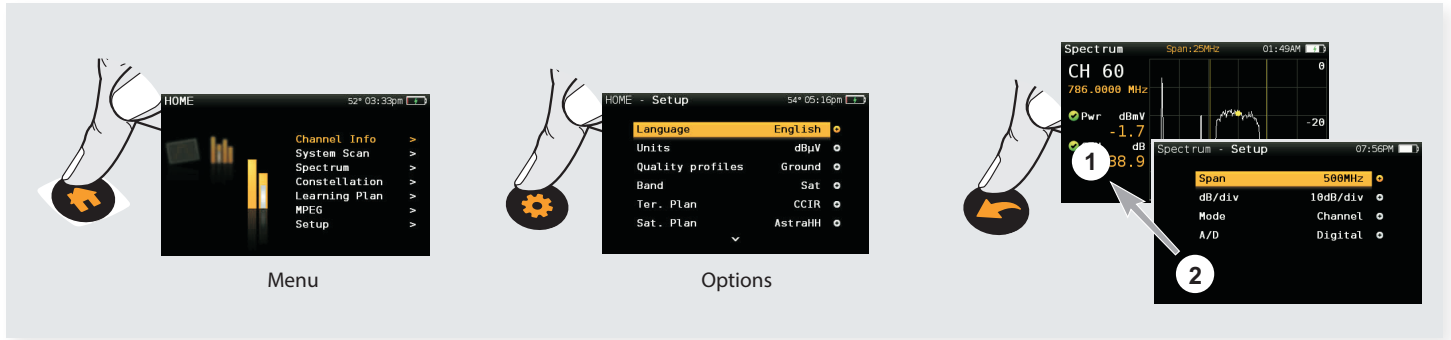 HOME 52° 03:33pm
Channel Info >
System Scan >
Spectrum >
Constellation >
Learning Plan >
MPEG >
Setup >
Menu
HOME - Setup 54° 05:16pm
Language English
Units dBµV
Quality profiles Ground
Band Sat
Ter. Plan CCIR
Sat. Plan AstraHH
Options
Spectrum Span:25MHz 01:49AM
CH 60 0
786.0000 MHz
Pwr dBmV -20
-1.7
dB
38.9
1
Spectrum - Setup 07:56PM
Span 500MHz
dB/div 10dB/div
Mode Channel
A/D Digital
2